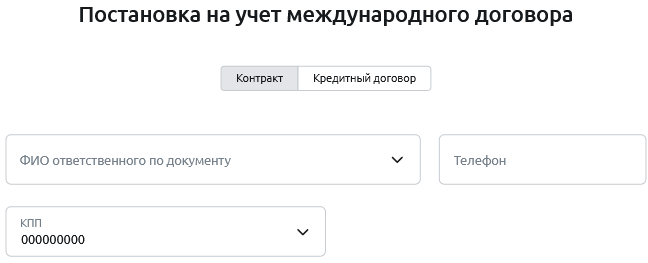 Постановка на учет международного договора
Контракт Кредитный договор
ФИО ответственного по документу Телефон
КПП
000000000